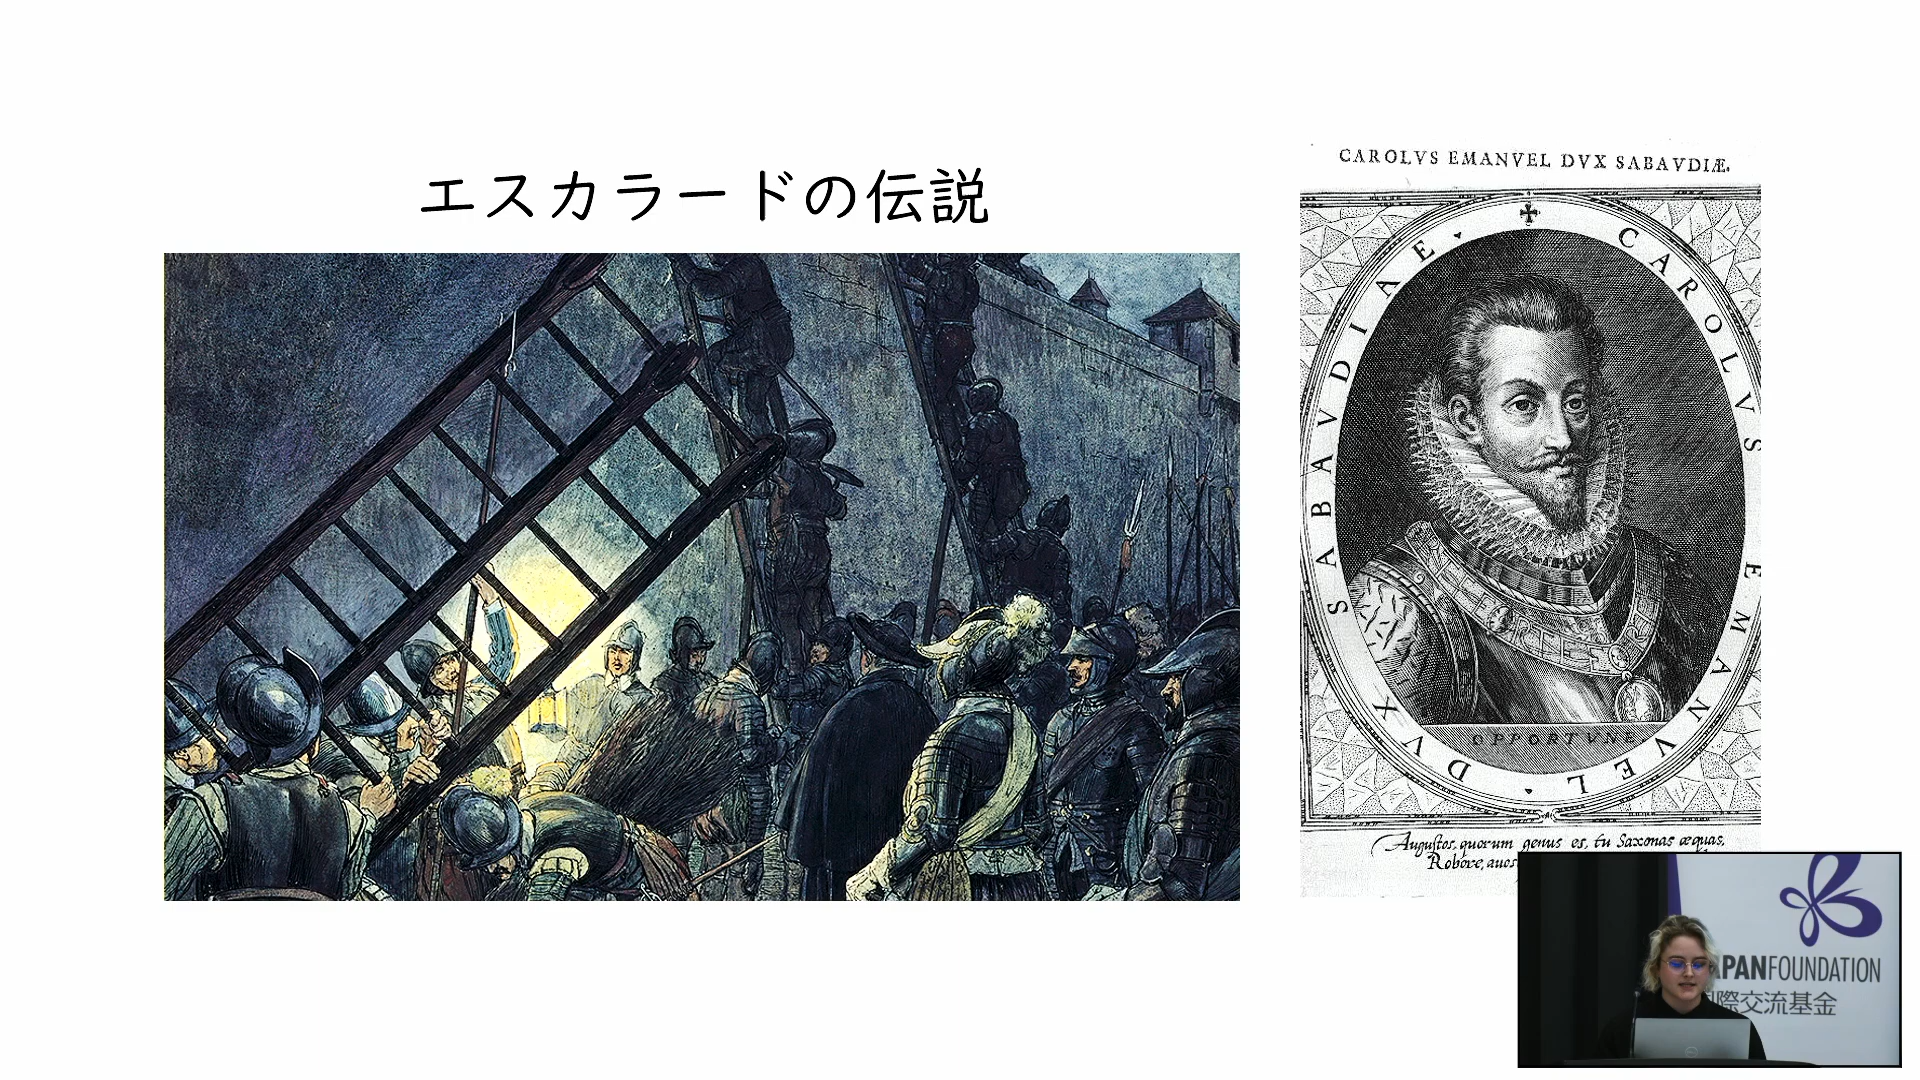 エスカラードの伝説
CAROLVS EMANVEL DVX SABAVDIÆ.
CAROLVS EMANVEL DVX SABAVDIAE
OPPORTVNE
Augustos, quorum genus es, tu Saxonas æquas,
Robore, auos
APANFOUNDATION
際交流基金